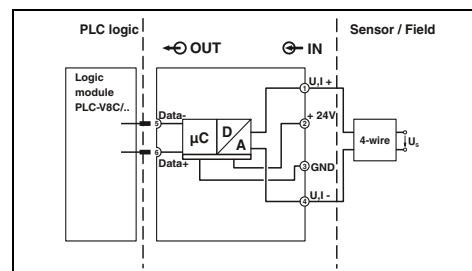 PLC logic
OUT
IN
Sensor / Field
Logic
module
PLC-V8C/..
Data-
5
µC
D
A
6
Data+
U,I +
1
+ 24V
2
3
GND
4
U,I -
4-wire
Us